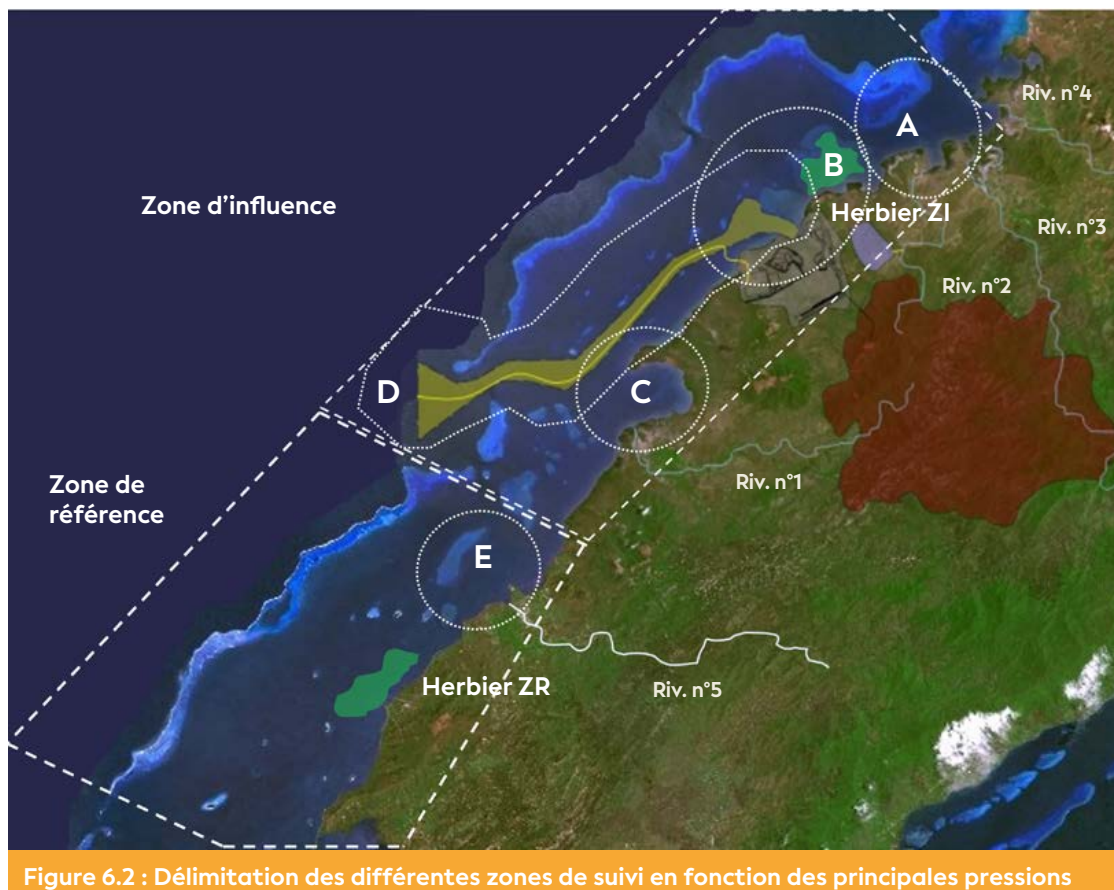 A
Riv. n°4
B
Zone d'influence
Herbier ZI
Riv. n°3
Riv. n°2
D
C
Zone de
référence
Riv. n°1
E
Herbier ZR
Riv. n°5
Figure 6.2 : Délimitation des différentes zones de suivi en fonction des principales pressions